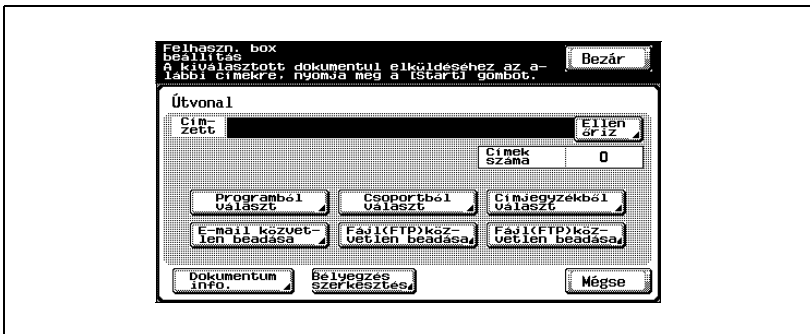 Felhaszn. box
beállítás
A kiválasztott dokumentul elküldéséhez az a-
lábbi címekre, nyomja meg a [Start] gombot.
Bezár
Útvonal
Cím-
zett
Ellen
őriz
Címek
száma
0
Programból
választ
Csoportból
választ
Címjegyzékből
választ
E-mail közvet-
len beadása
Fájl(FTP)köz-
vetlen beadása
Fájl(FTP)köz-
vetlen beadása
Dokumentum
info.
Bélyegzés
szerkesztés
Mégse